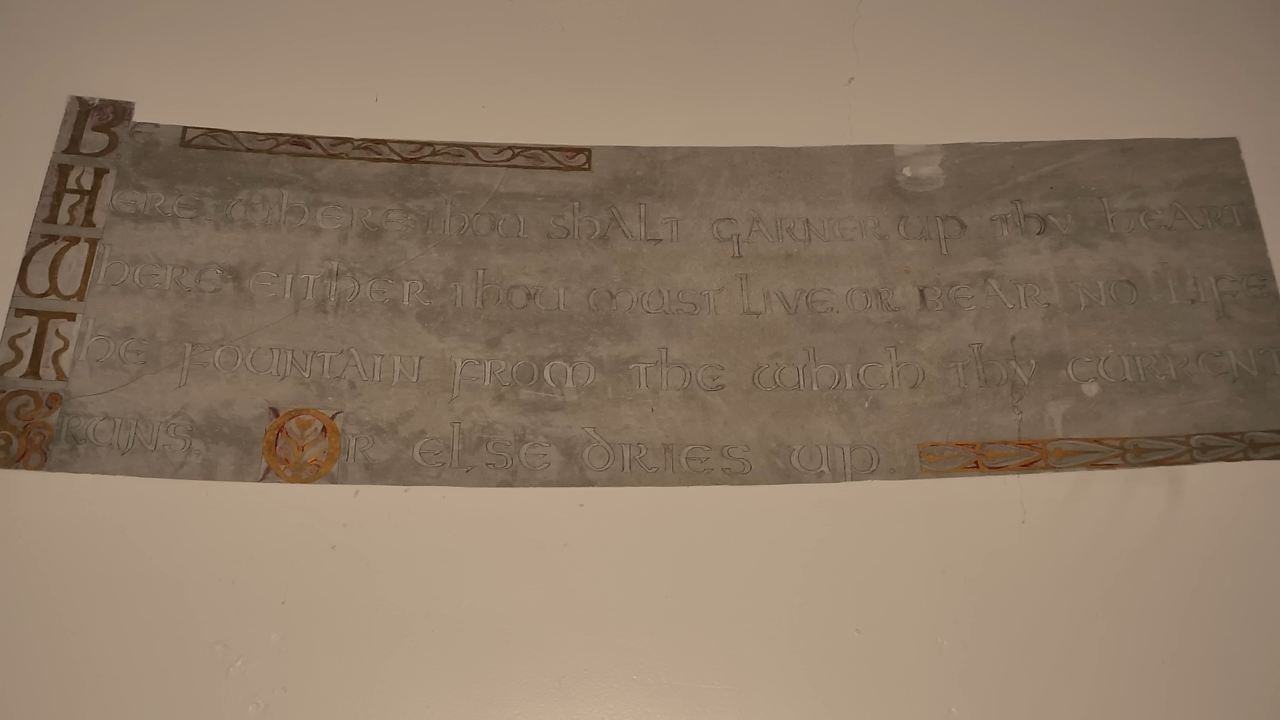 BE
HERE WHERE THOU SHALT GARNER UP THY HEART
WHERE EITHER THOU MUST LIVE. OR BEAR NO LIFE
THE FOUNTAIN FROM THE WHICH THY CURRENT
RUNS, OR ELSE DRIES UP.